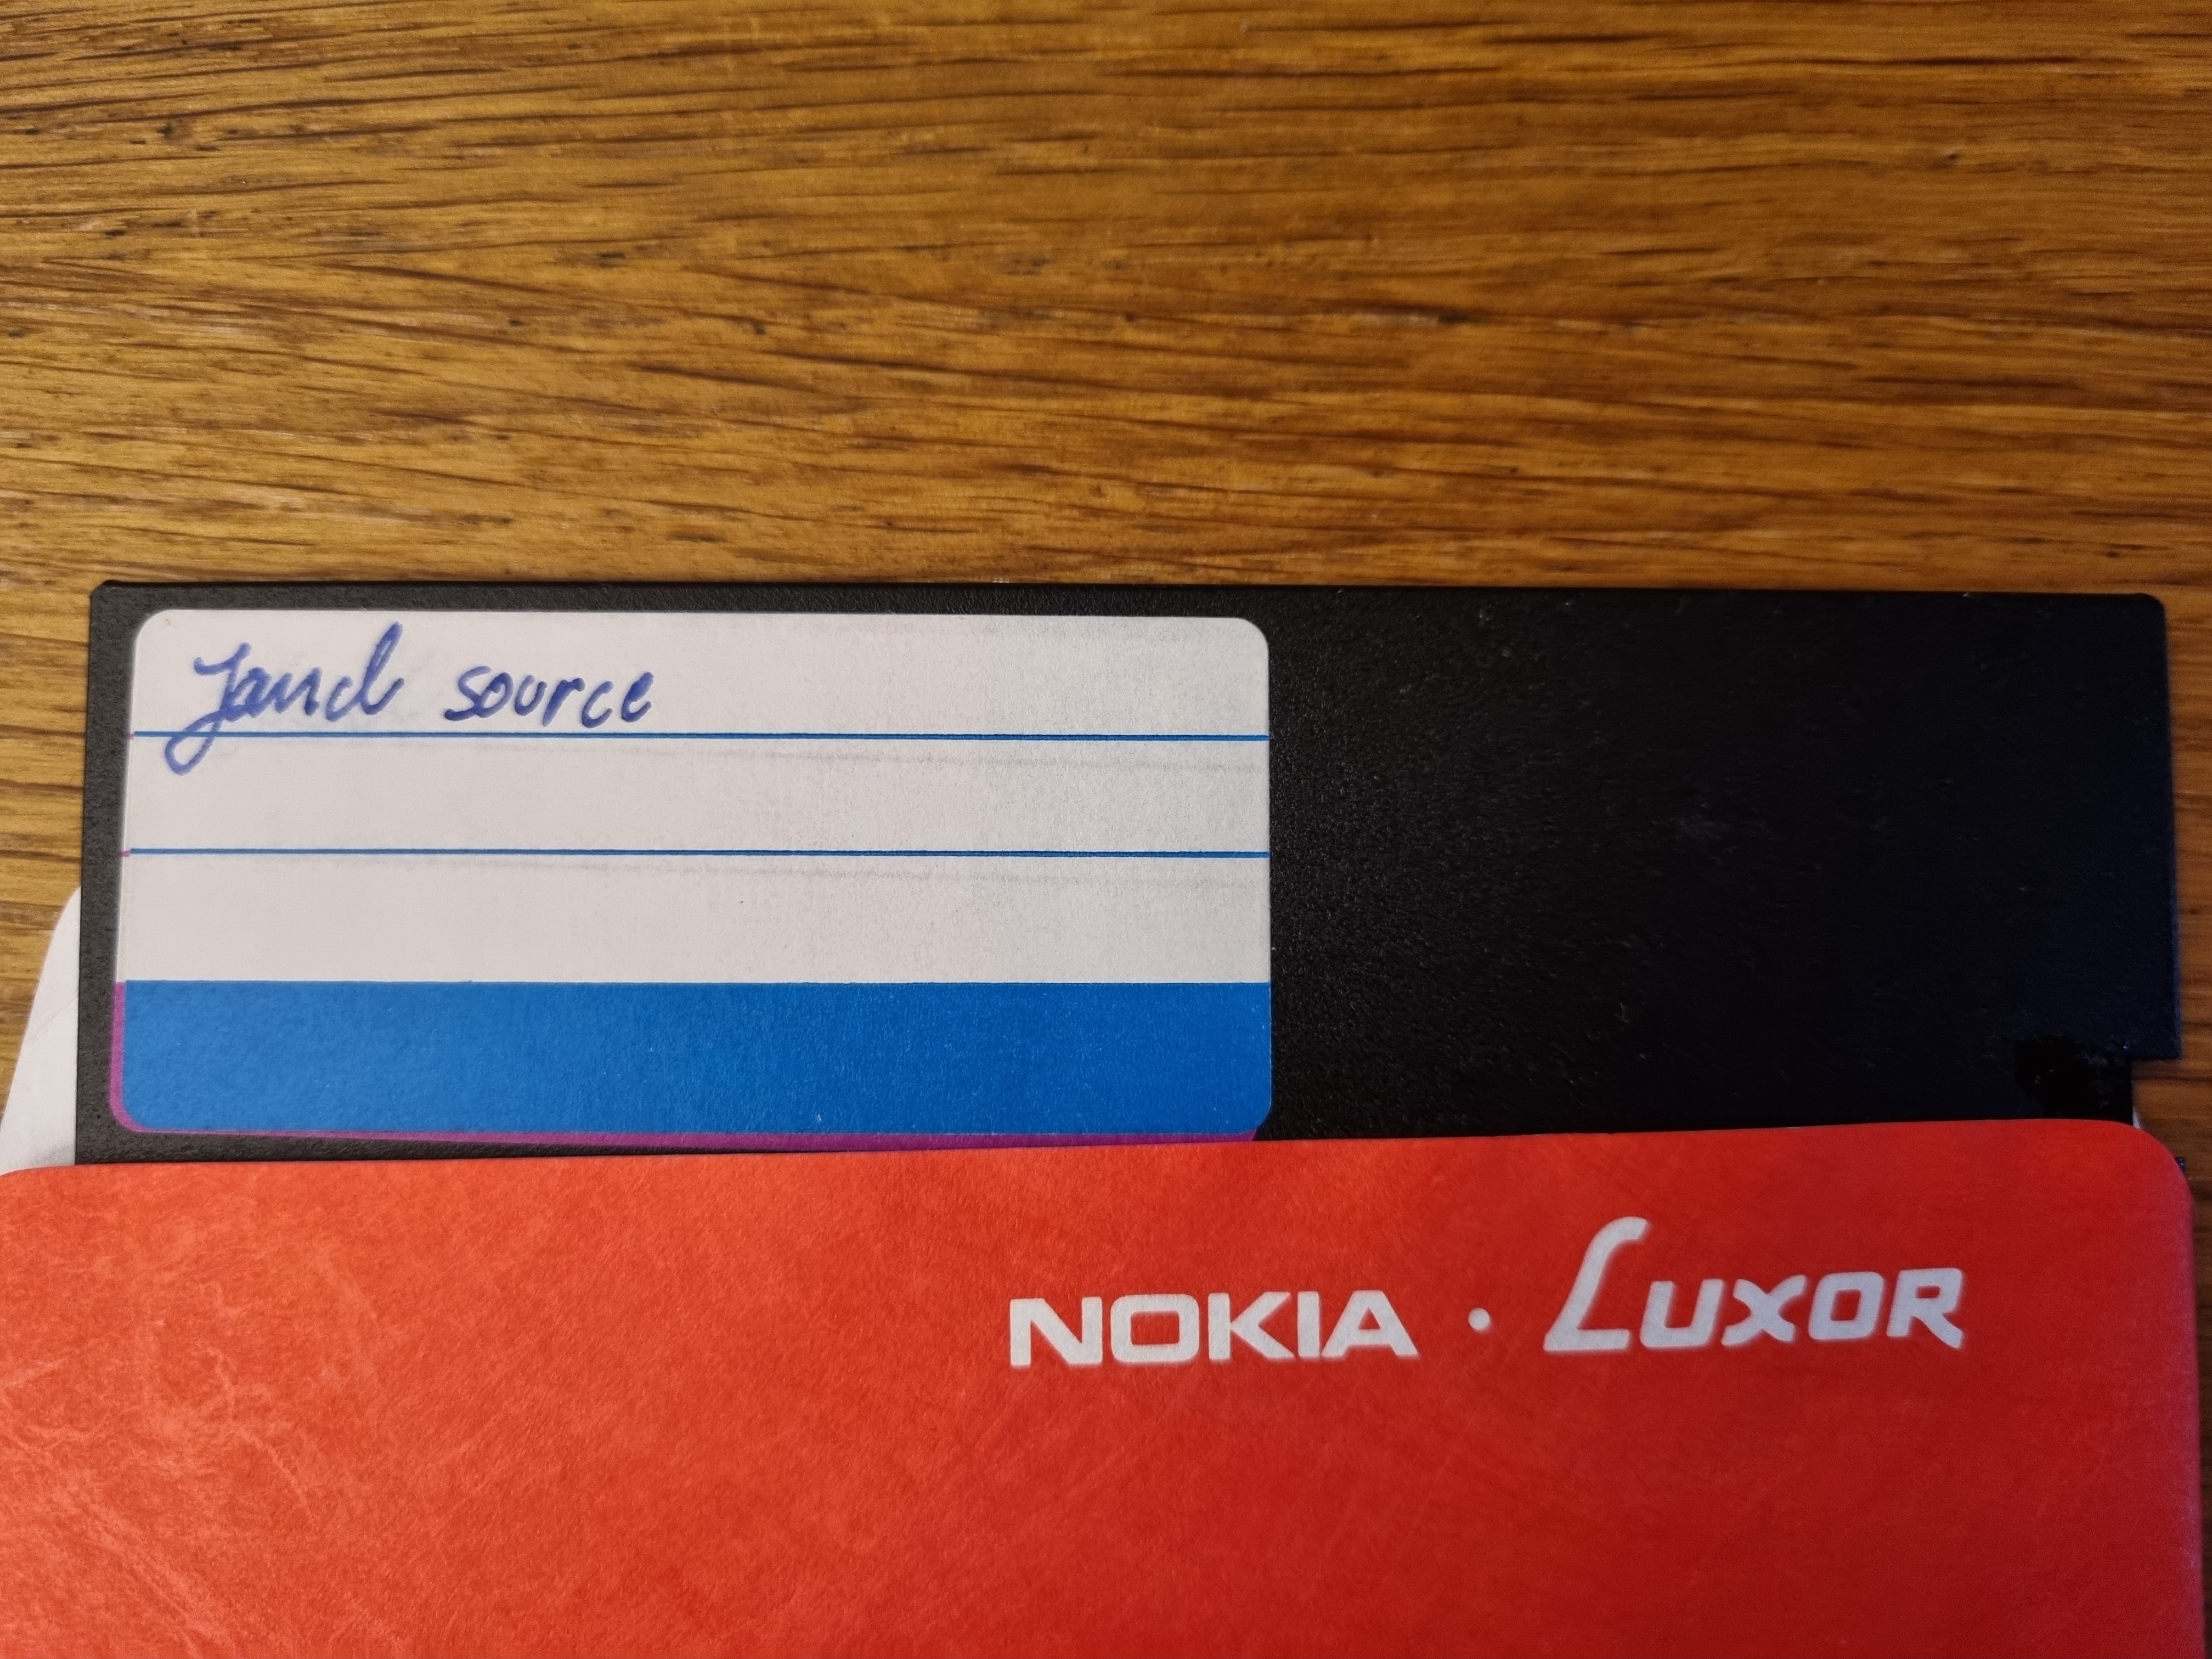 Jand source
NOKIA · LUXOR